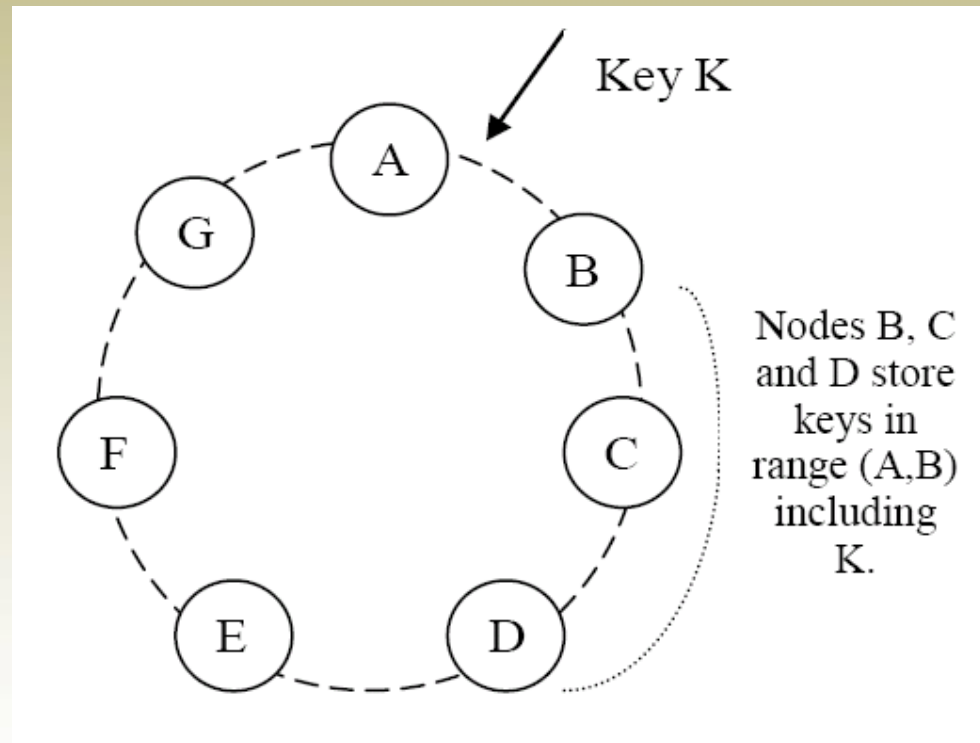 Key K
A
G
B
Nodes B, C
and D store
keys in
range (A,B)
including
K.
F
C
E
D